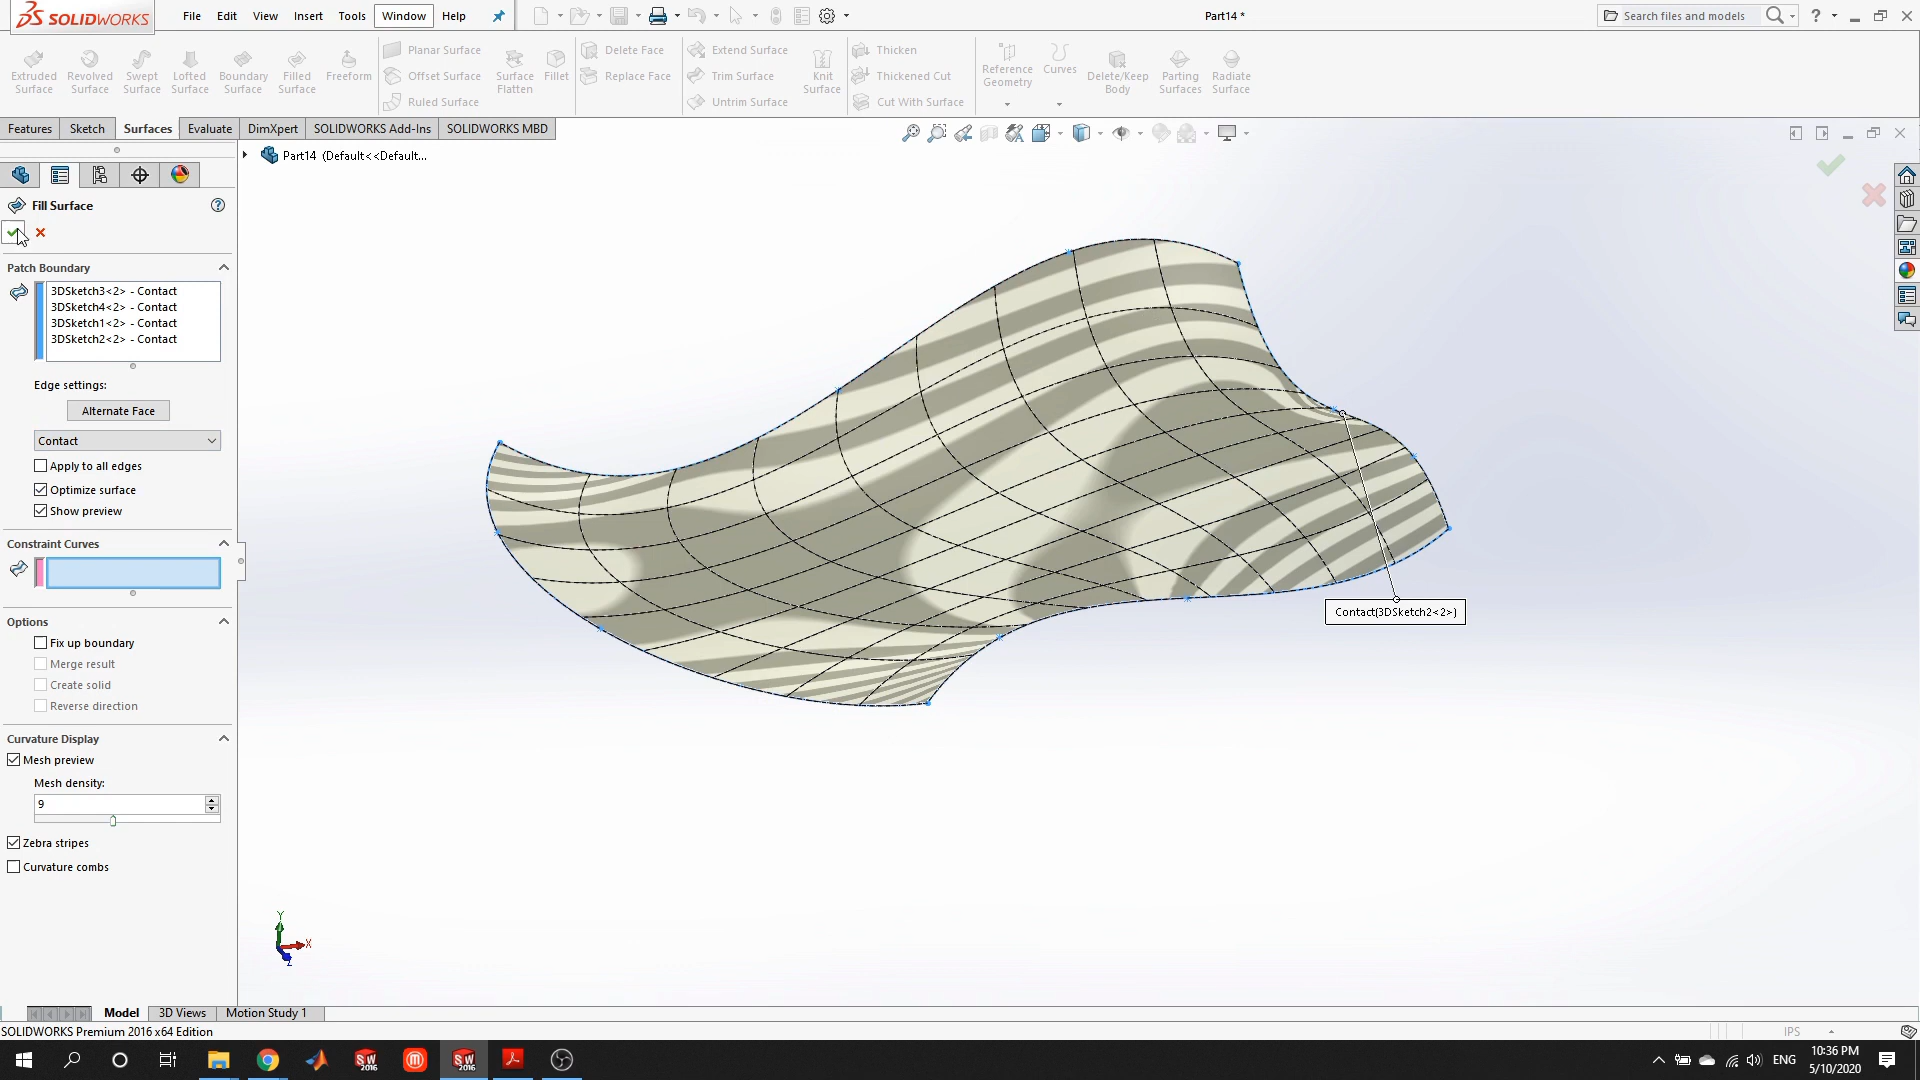 SOLIDWORKS
File Edit View Insert Tools Window Help
Part14 *
Search files and models
Extruded Surface
Revolved Surface
Swept Surface
Lofted Surface
Boundary Surface
Filled Surface
Freeform
Planar Surface
Offset Surface
Ruled Surface
Surface Flatten
Fillet
Delete Face
Replace Face
Extend Surface
Trim Surface
Untrim Surface
Knit Surface
Thicken
Thickened Cut
Cut With Surface
Reference Geometry
Curves
Delete/Keep Body
Parting Surfaces
Radiate Surface
Features Sketch Surfaces Evaluate DimXpert SOLIDWORKS Add-Ins SOLIDWORKS MBD
Part14 (Default<<Default...
Fill Surface
Patch Boundary
3DSketch3<2> - Contact
3DSketch4<2> - Contact
3DSketch1<2> - Contact
3DSketch2<2> - Contact
Edge settings:
Alternate Face
Contact
Apply to all edges
Optimize surface
Show preview
Constraint Curves
Options
Fix up boundary
Merge result
Create solid
Reverse direction
Curvature Display
Mesh preview
Mesh density:
9
Zebra stripes
Curvature combs
Contact(3DSketch2<2>)
Y
X
Z
Model 3D Views Motion Study 1
SOLIDWORKS Premium 2016 x64 Edition
IPS
SW 2016
SW 2016
ENG
10:36 PM
5/10/2020